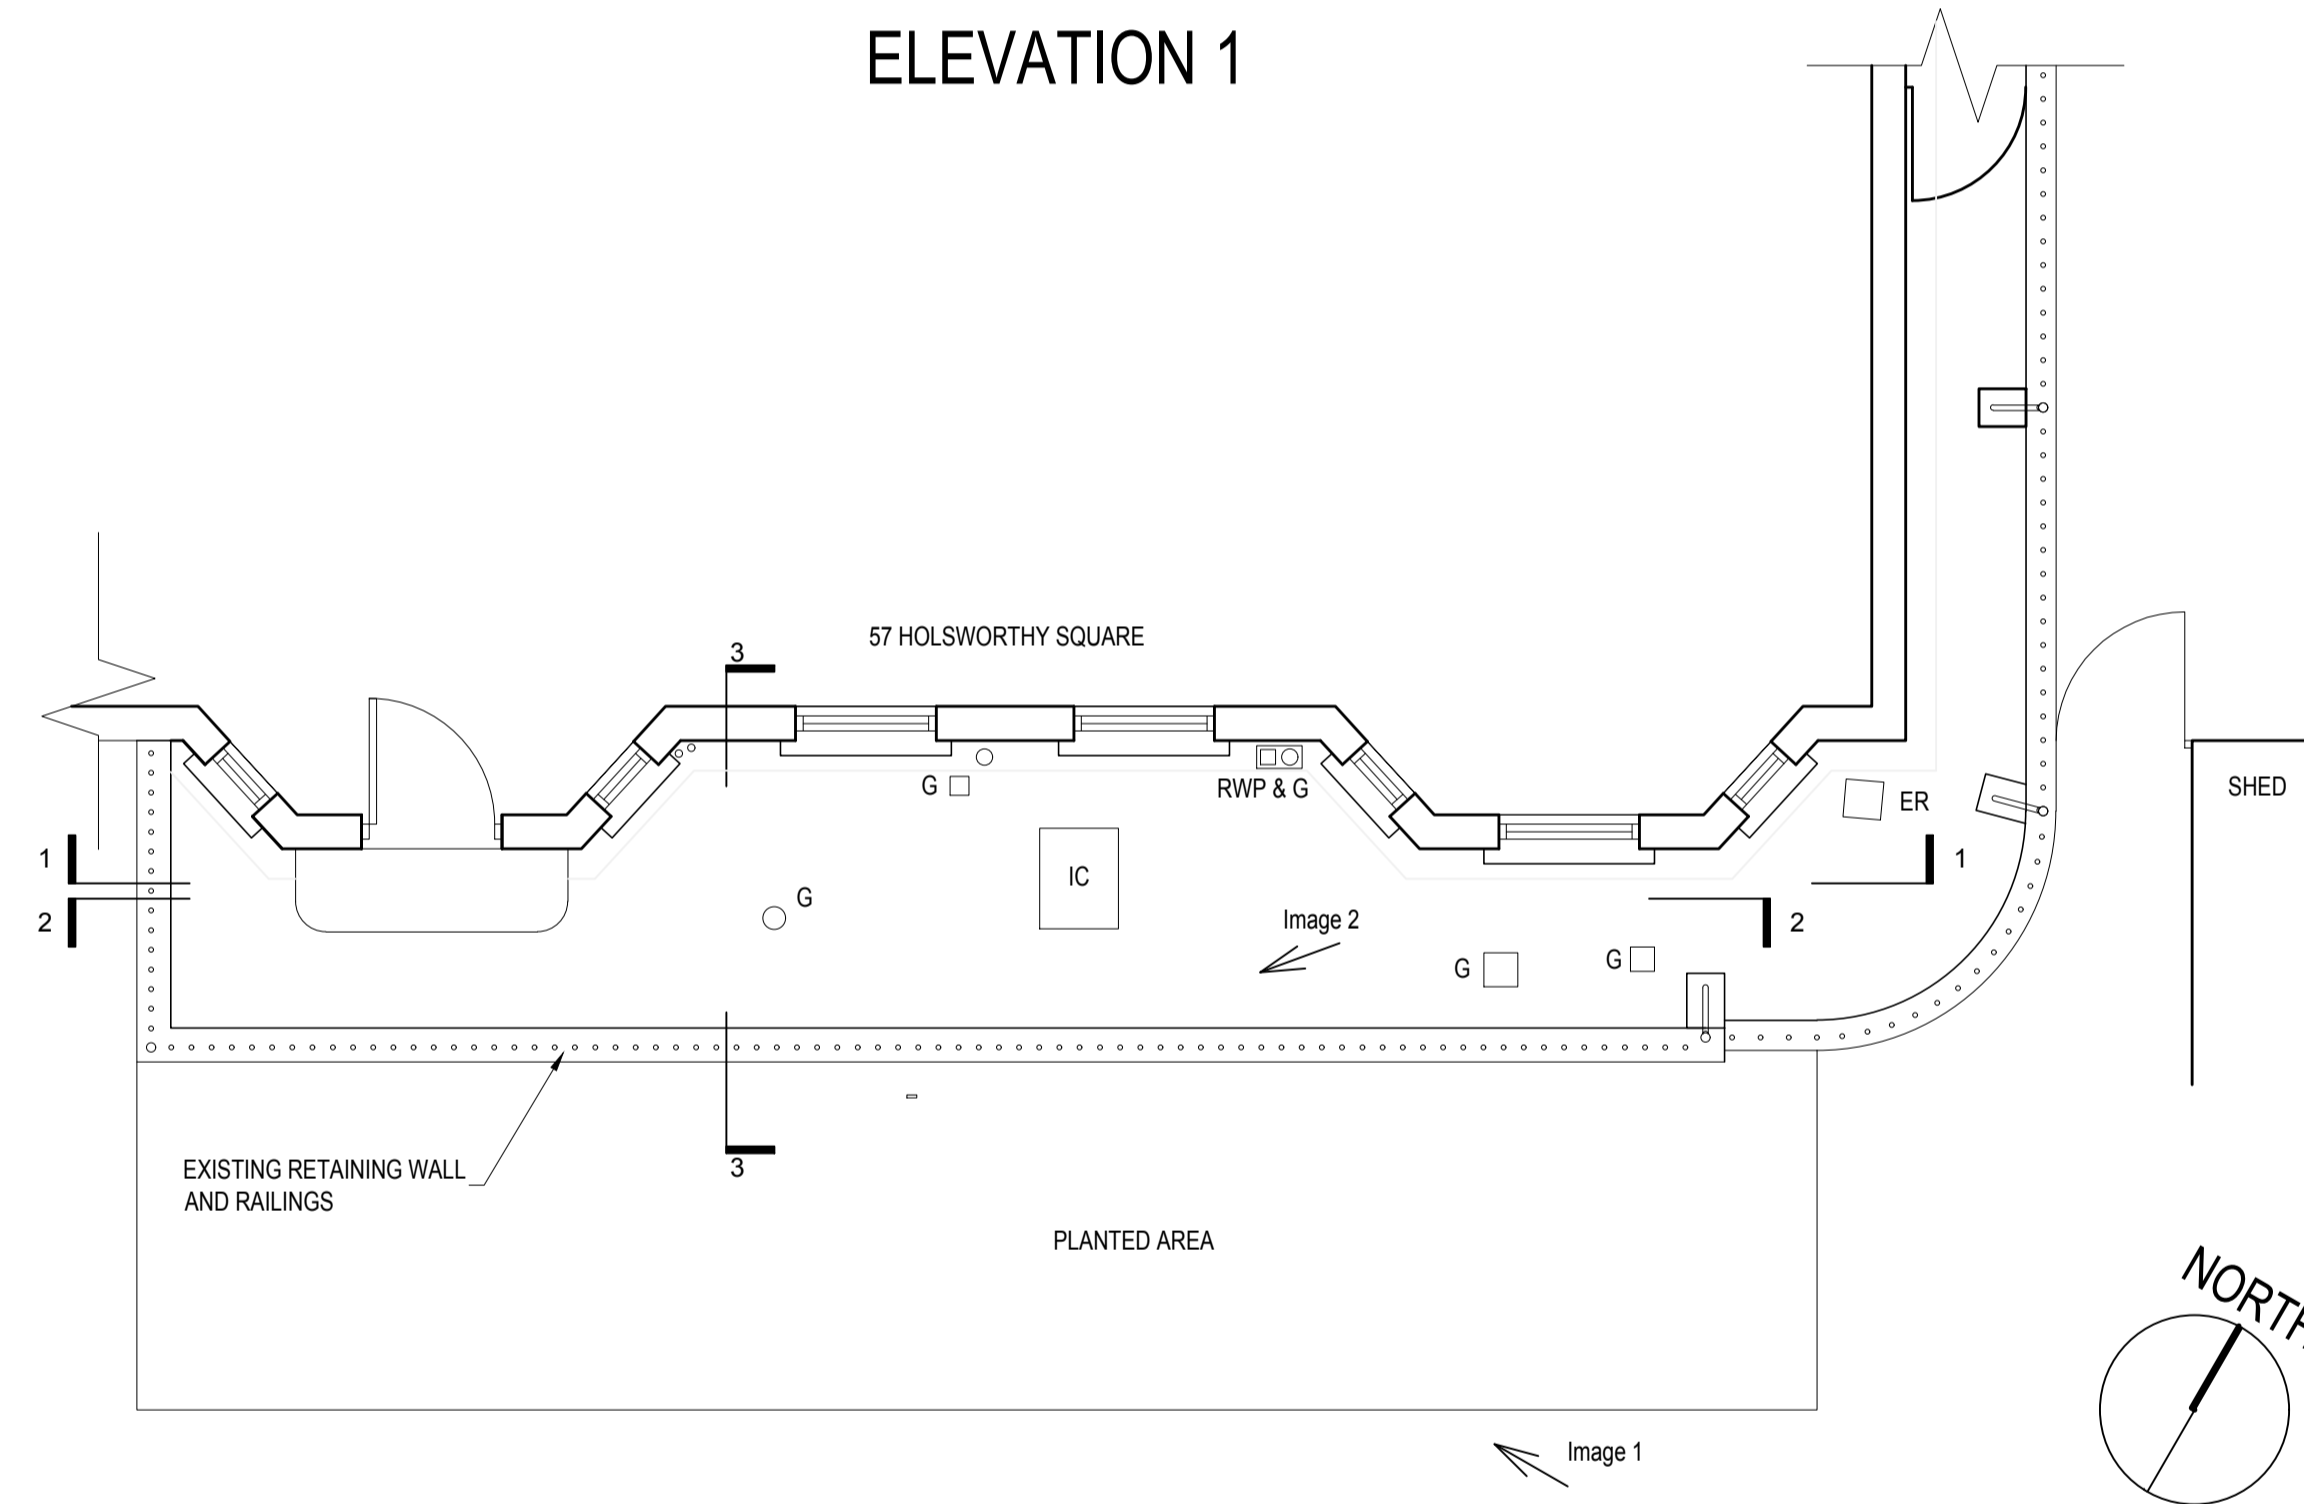 ELEVATION 1
57 HOLSWORTHY SQUARE
3
G
RWP & G
ER
SHED
1
1
IC
G
2
Image 2
2
G
G
EXISTING RETAINING WALL
AND RAILINGS
3
PLANTED AREA
NORTH
Image 1